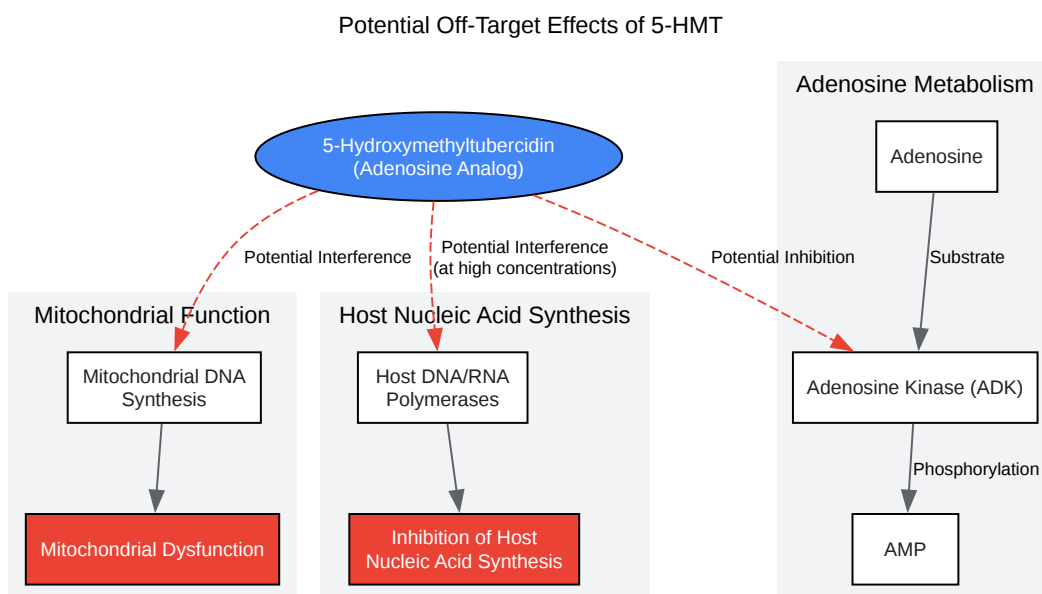 Potential Off-Target Effects of 5-HMT
Adenosine Metabolism
Adenosine
5-Hydroxymethyltubercidin
(Adenosine Analog)
Potential Interference
Potential Interference
(at high concentrations)
Potential Inhibition
Substrate
Mitochondrial Function
Host Nucleic Acid Synthesis
Mitochondrial DNA
Synthesis
Host DNA/RNA
Polymerases
Adenosine Kinase (ADK)
Phosphorylation
Mitochondrial Dysfunction
Inhibition of Host
Nucleic Acid Synthesis
AMP